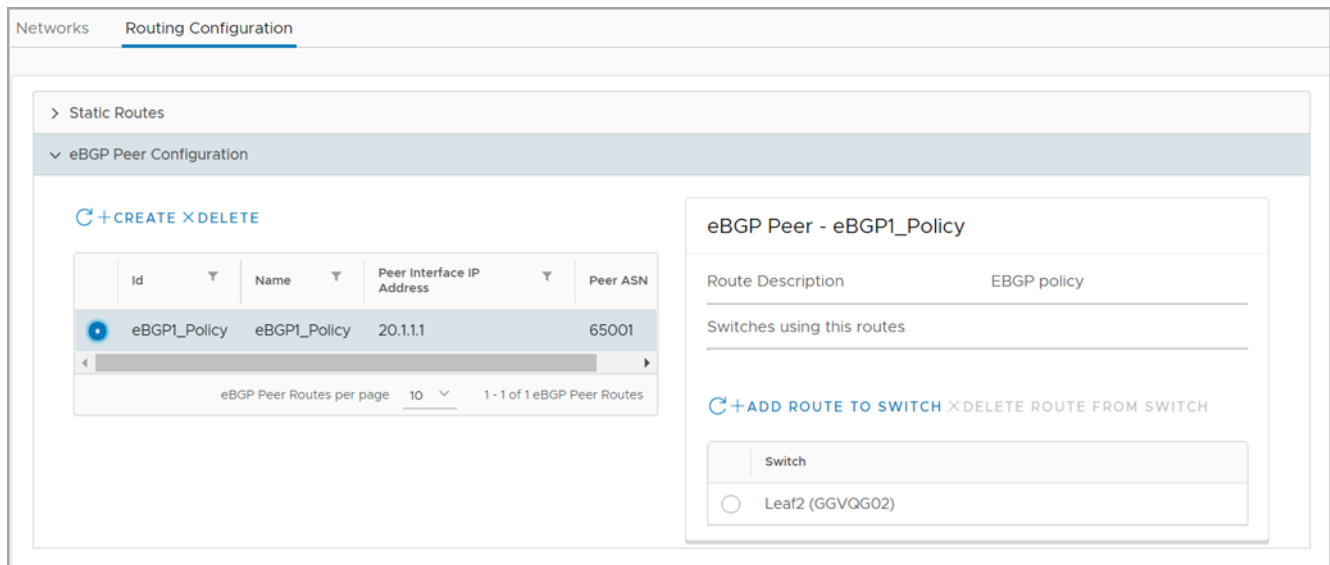 Networks Routing Configuration
Static Routes
eBGP Peer Configuration
CREATE DELETE
Id Name Peer Interface IP Address Peer ASN
eBGP1_Policy eBGP1_Policy 20.1.1.1 65001
eBGP Peer Routes per page 10 1 - 1 of 1 eBGP Peer Routes
eBGP Peer - eBGP1_Policy
Route Description EBGP policy
Switches using this routes
ADD ROUTE TO SWITCH DELETE ROUTE FROM SWITCH
Switch
Leaf2 (GGVQG02)